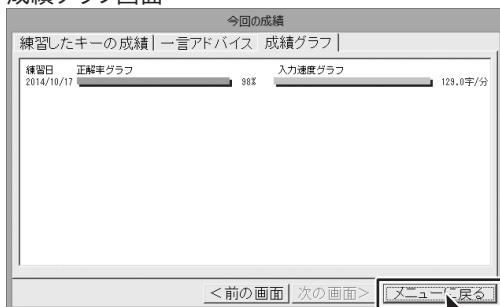 成績グラフ画面
今回の成績
練習したキーの成績 一言アドバイス 成績グラフ
練習日 正解率グラフ 入力速度グラフ
2014/10/17 98% 129.0字/分
<前の画面 次の画面> メニューに戻る